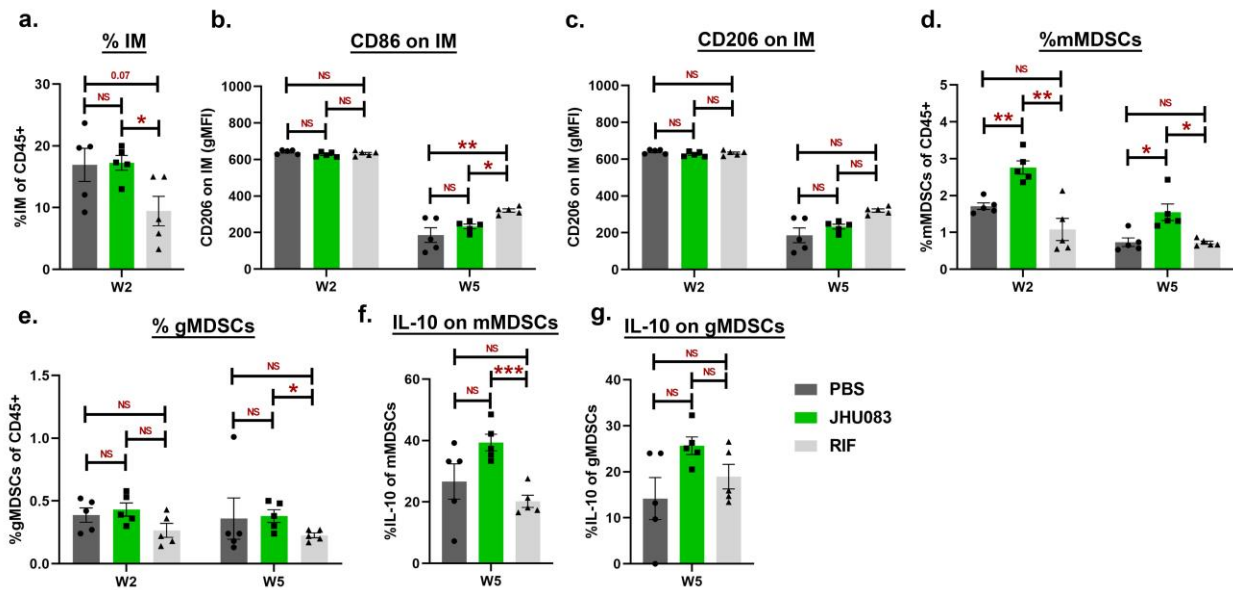 a.
% IM
%IM of CD45+
30
20
10
0
0.07
NS
*
W2
b.
CD86 on IM
CD206 on IM (gMFI)
1000
800
600
400
200
0
NS
NS
NS
**
NS
*
W2
W5
c.
CD206 on IM
CD206 on IM (gMFI)
1000
800
600
400
200
0
NS
NS
NS
NS
NS
NS
W2
W5
d.
%mMDSCs
%mMDSCs of CD45+
5
4
3
2
1
0
NS
**
**
NS
*
*
W2
W5
e.
% gMDSCs
%gMDSCs of CD45+
1.5
1.0
0.5
0.0
NS
NS
NS
NS
NS
*
W2
W5
f.
IL-10 on mMDSCs
%IL-10 of mMDSCs
60
40
20
0
NS
NS
***
W5
g.
IL-10 on gMDSCs
%IL-10 of gMDSCs
40
30
20
10
0
NS
NS
NS
W5
PBS
JHU083
RIF